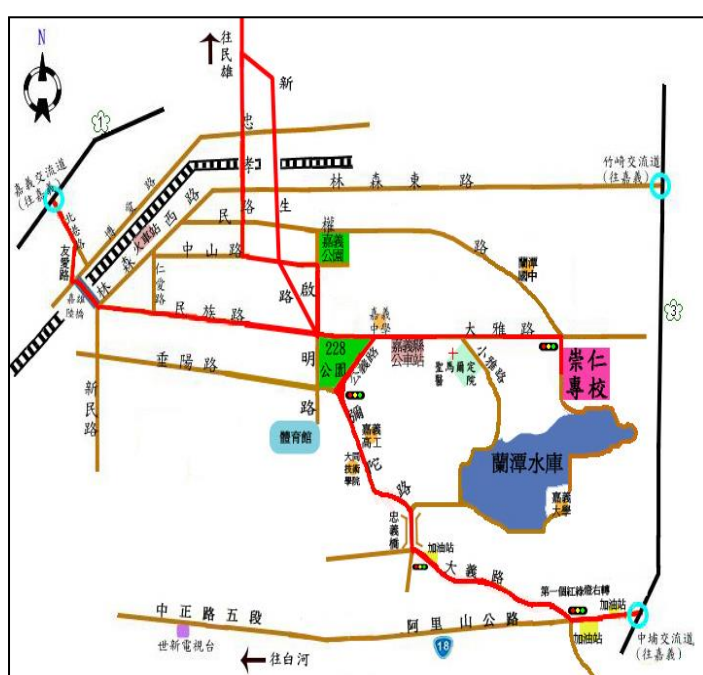 N
往民雄
新
生
路
忠
孝
1
嘉義交流道
(往嘉義)
竹崎交流道
(往嘉義)
北港路
博愛路
友愛路
火車站
林森西路
林森東路
民權路
嘉義
公園
中山路
仁愛路
啟
明
路
蘭潭
國中
3
嘉雄
陸橋
民族路
嘉義
中學
大雅路
嘉義縣
公車站
228
公園
公義路
聖馬爾定
醫院
小雅路
崇仁
專校
垂陽路
新民路
體育館
彌陀路
嘉義
高工
大同
技術
學院
蘭潭水庫
嘉義
大學
忠義橋
加油站
大義路
第一個紅綠燈右轉
加油站
加油站
中正路五段
阿里山公路
世新電視台
18
往白河
中埔交流道
(往嘉義)